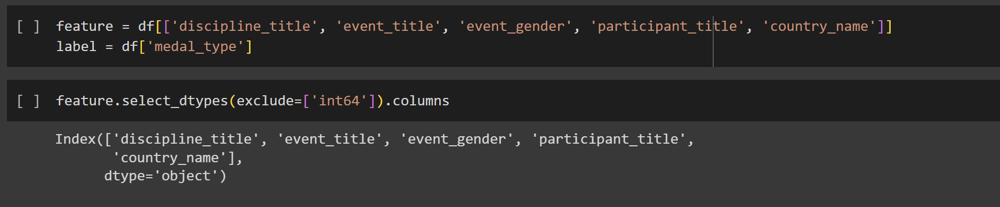 [ ] feature = df[['discipline_title', 'event_title', 'event_gender', 'participant_title', 'country_name']]
label = df['medal_type']
[ ] feature.select_dtypes(exclude=['int64']).columns
Index(['discipline_title', 'event_title', 'event_gender', 'participant_title',
'country_name'],
dtype='object')